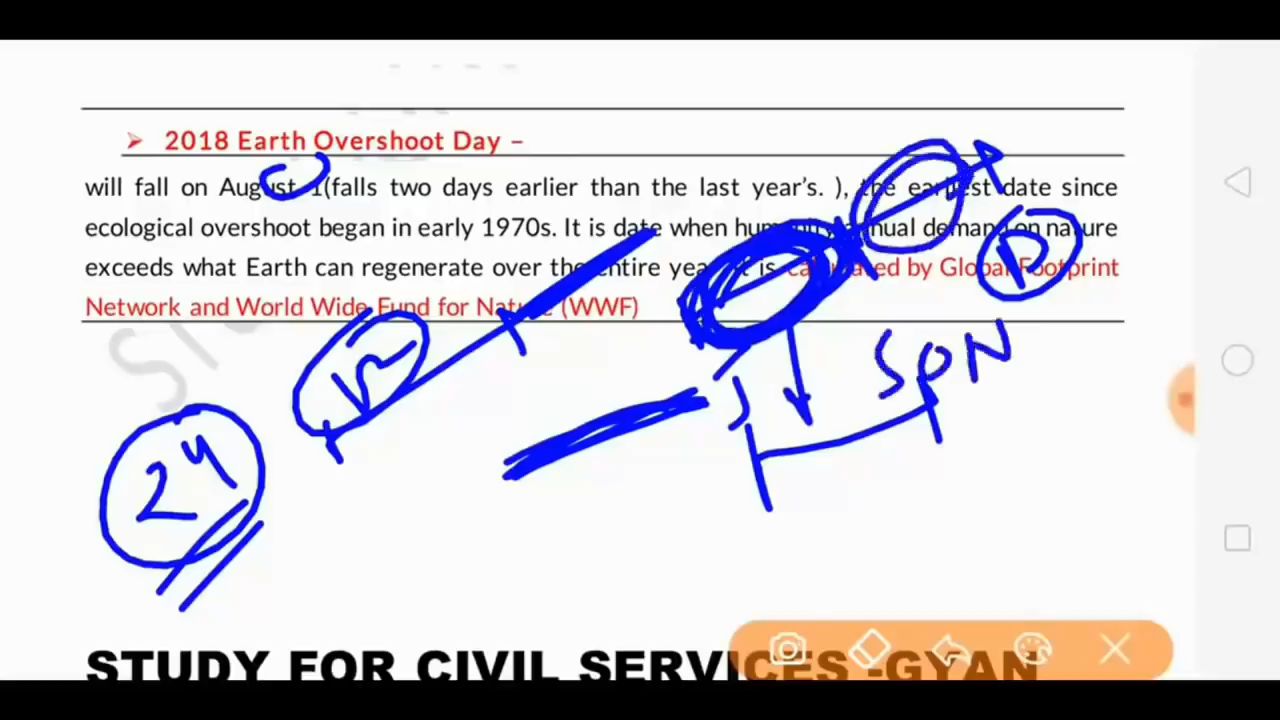 ➢ 2018 Earth Overshoot Day –
will fall on August 1(falls two days earlier than the last year's. ), the earliest date since
ecological overshoot began in early 1970s. It is date when humanity annual demand on nature
exceeds what Earth can regenerate over the entire year. It is calculated by Global Footprint
Network and World Wide Fund for Nature (WWF)
D
S O N
J
24
STUDY FOR CIVIL SERVICES -GYAN